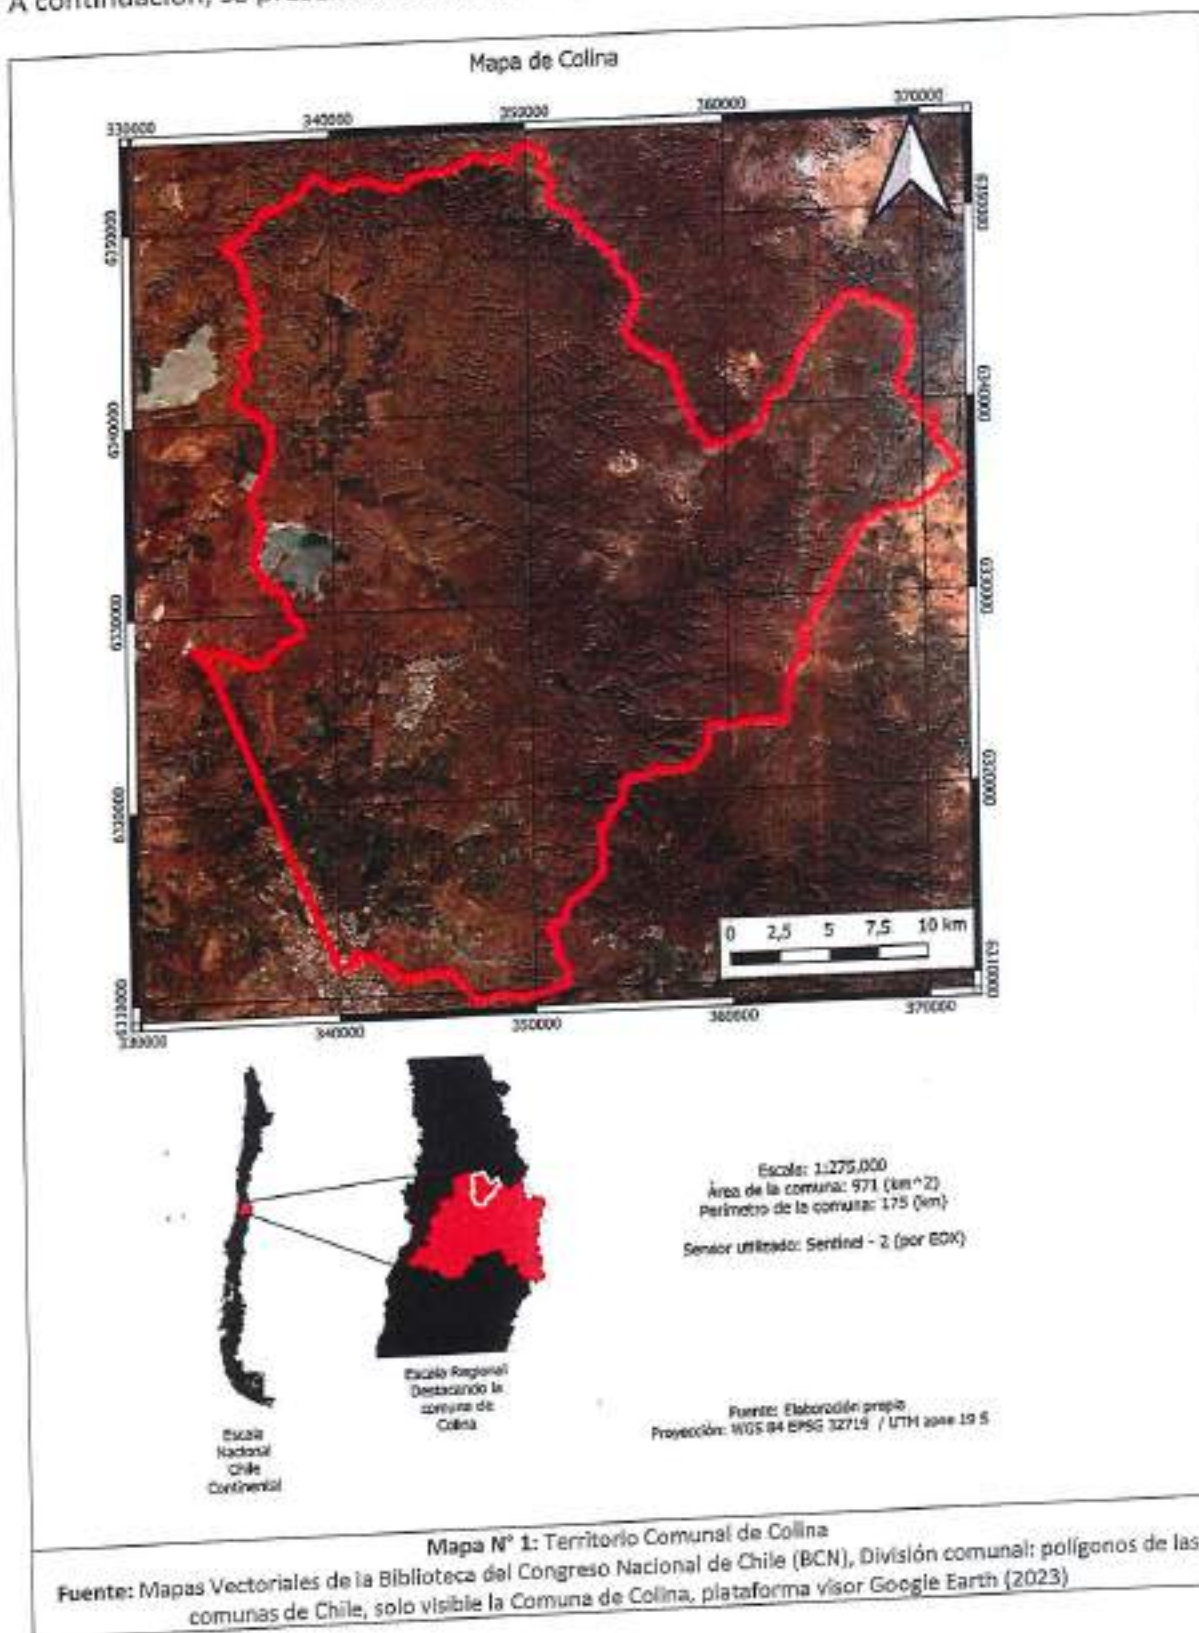 A continuación, se
Mapa de Colina
330000 340000 350000 360000 370000
6350000 6350000
6340000 6340000
6330000 6330000
6320000 6320000
6310000 6310000
0 2,5 5 7,5 10 km
330000 340000 350000 360000 370000
Escala: 1:275.000
Área de la comuna: 971 (km^2)
Perímetro de la comuna: 175 (km)
Sensor utilizado: Sentinel - 2 (por EOX)
Escala Regional
Destacando la
comuna de
Colina
Escala
Nacional
Chile
Continental
Fuente: Elaboración propia
Proyección: WGS 84 EPSG 32719 / UTM zone 19 S
Mapa N° 1: Territorio Comunal de Colina
Fuente: Mapas Vectoriales de la Biblioteca del Congreso Nacional de Chile (BCN), División comunal: polígonos de las
comunas de Chile, solo visible la Comuna de Colina, plataforma visor Google Earth (2023)